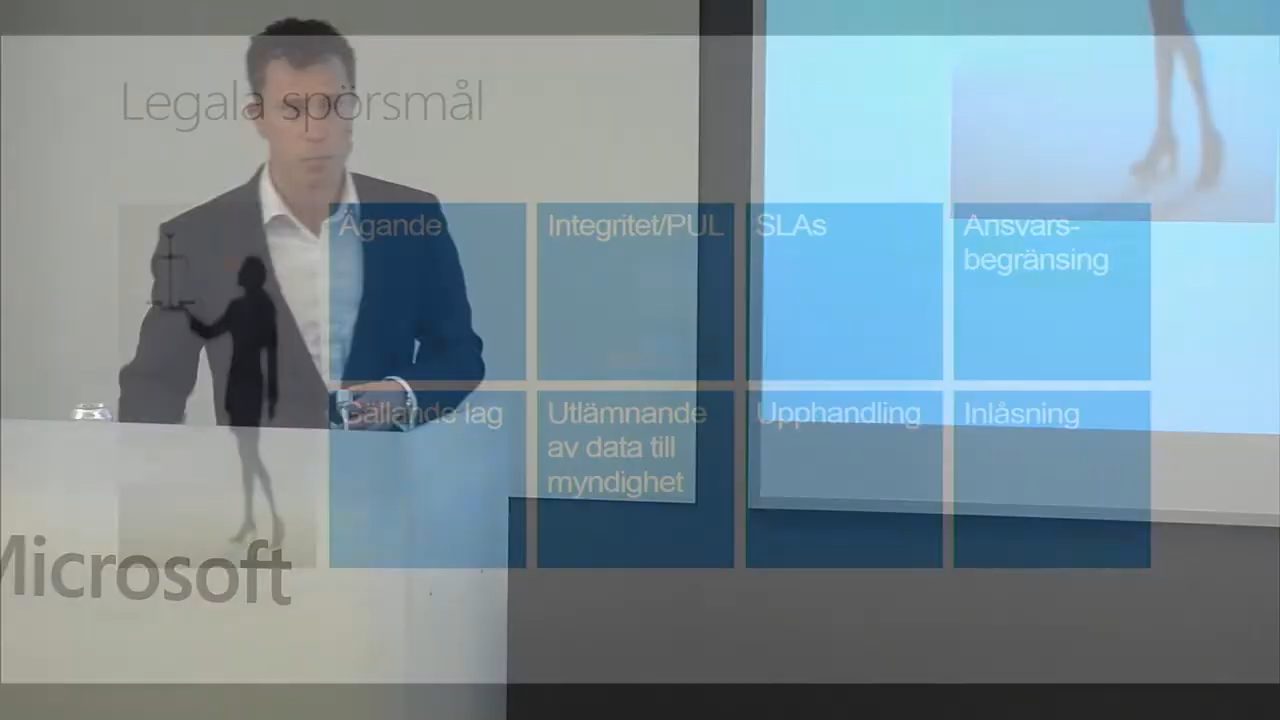 Legala spörsmål
Ägande
Integritet/PUL
SLAs
Ansvars-
begränsing
Gällande lag
Utlämnande
av data till
myndighet
Upphandling
Inlåsning
Microsoft